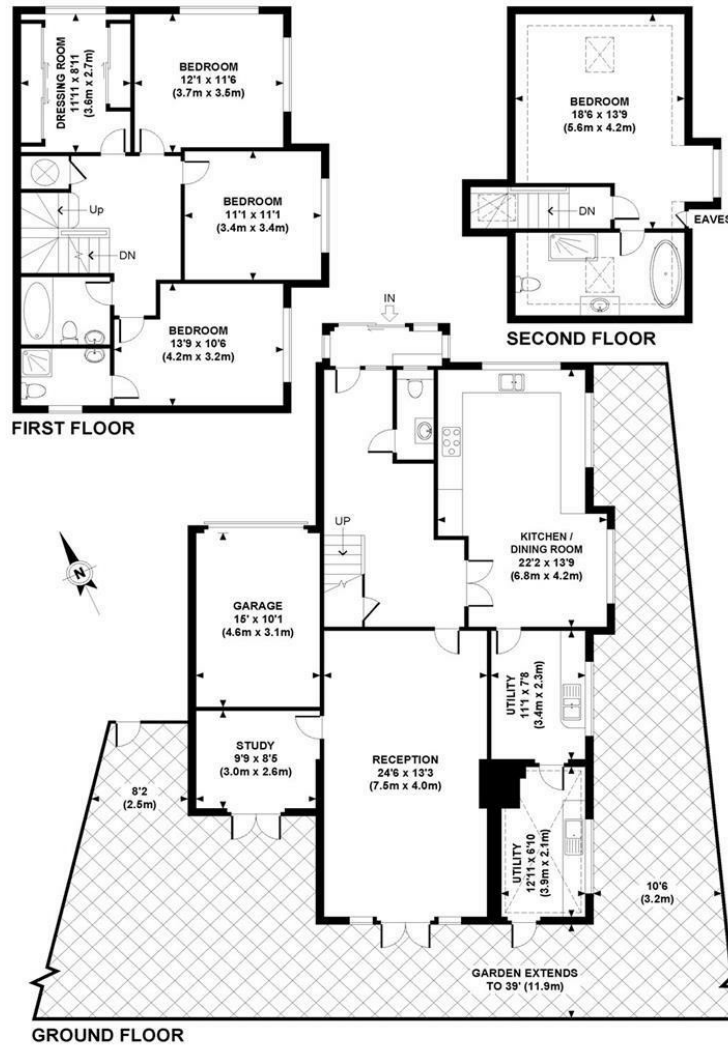 DRESSING ROOM
11'11 x 8'11
(3.6m x 2.7m)
BEDROOM
12'1 x 11'6
(3.7m x 3.5m)
BEDROOM
11'1 x 11'1
(3.4m x 3.4m)
Up
DN
BEDROOM
13'9 x 10'6
(4.2m x 3.2m)
FIRST FLOOR
BEDROOM
18'6 x 13'9
(5.6m x 4.2m)
DN
EAVES
SECOND FLOOR
IN
N
UP
KITCHEN /
DINING ROOM
22'2 x 13'9
(6.8m x 4.2m)
GARAGE
15' x 10'1
(4.6m x 3.1m)
UTILITY
11'1 x 7'8
(3.4m x 2.3m)
STUDY
9'9 x 8'5
(3.0m x 2.6m)
RECEPTION
24'6 x 13'3
(7.5m x 4.0m)
8'2
(2.5m)
UTILITY
12'11 x 6'10
(3.9m x 2.1m)
10'6
(3.2m)
GARDEN EXTENDS
TO 39' (11.9m)
GROUND FLOOR